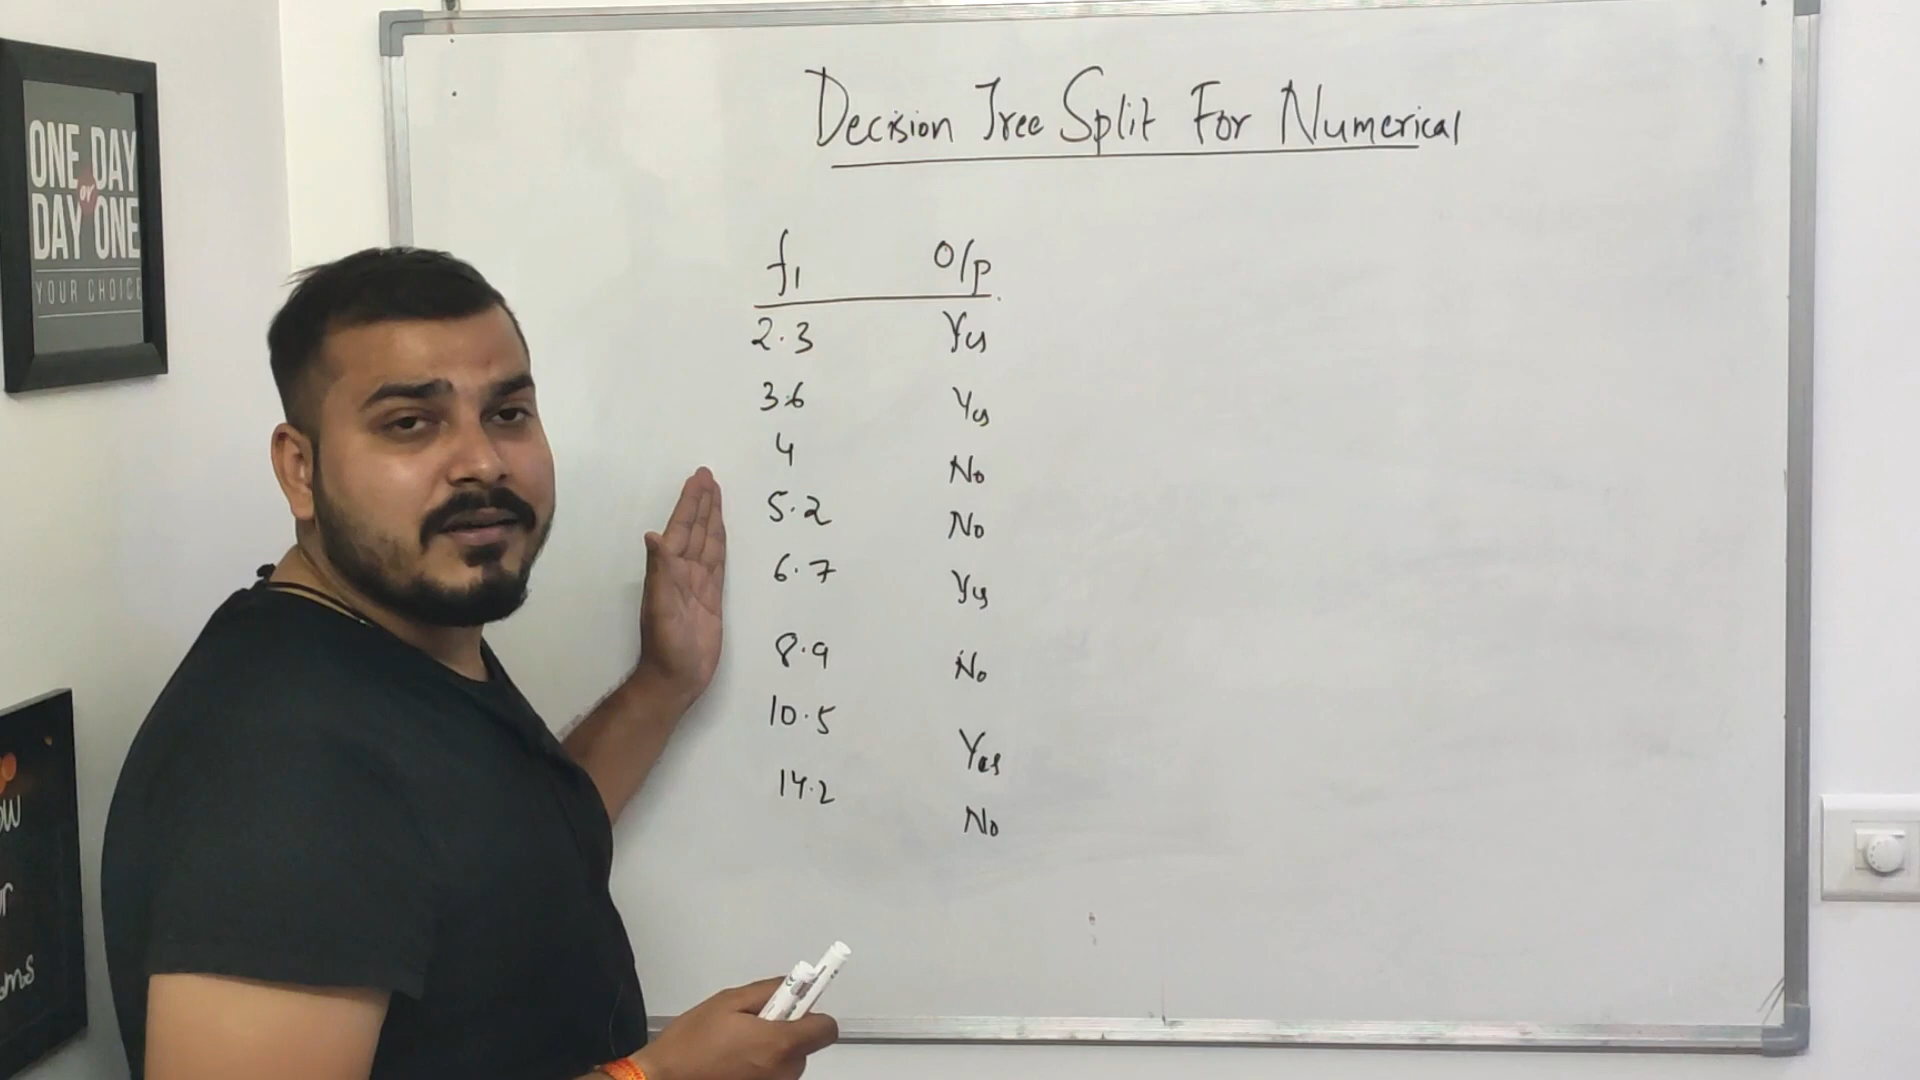 ONE DAY
or
DAY ONE
YOUR CHOICE
Decision Tree Split For Numerical
f1 O/p
2.3 Yes
3.6 Yes
4 No
5.2 No
6.7 Yes
8.9 No
10.5 Yes
14.2 No